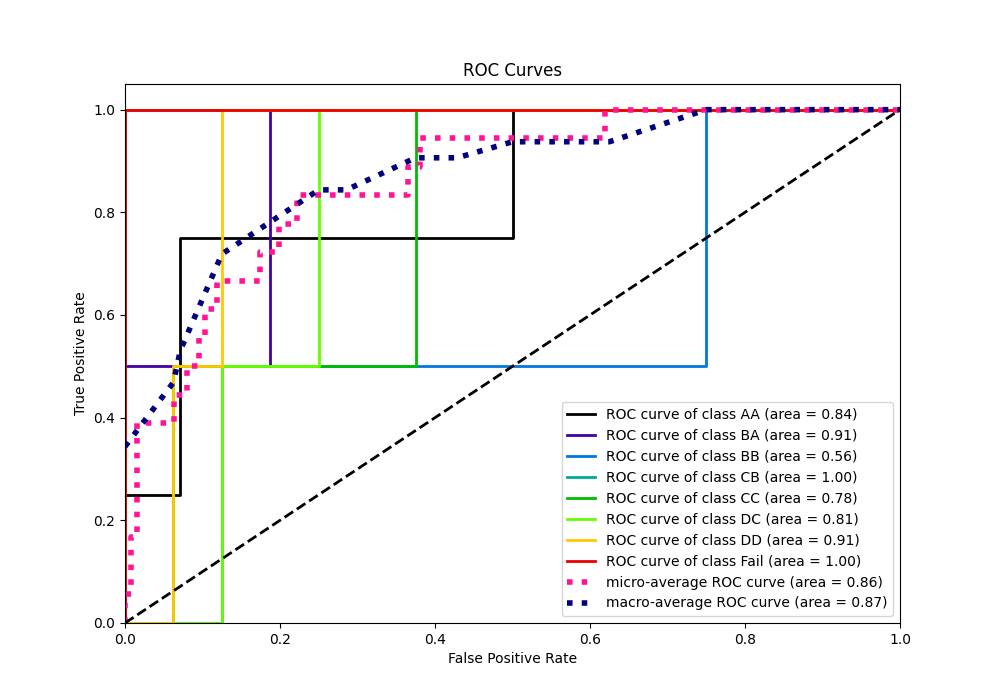 ROC Curves
True Positive Rate
1.0
0.8
0.6
0.4
0.2
0.0
ROC curve of class AA (area = 0.84)
ROC curve of class BA (area = 0.91)
ROC curve of class BB (area = 0.56)
ROC curve of class CB (area = 1.00)
ROC curve of class CC (area = 0.78)
ROC curve of class DC (area = 0.81)
ROC curve of class DD (area = 0.91)
ROC curve of class Fail (area = 1.00)
micro-average ROC curve (area = 0.86)
macro-average ROC curve (area = 0.87)
0.0 0.2 0.4 0.6 0.8 1.0
False Positive Rate